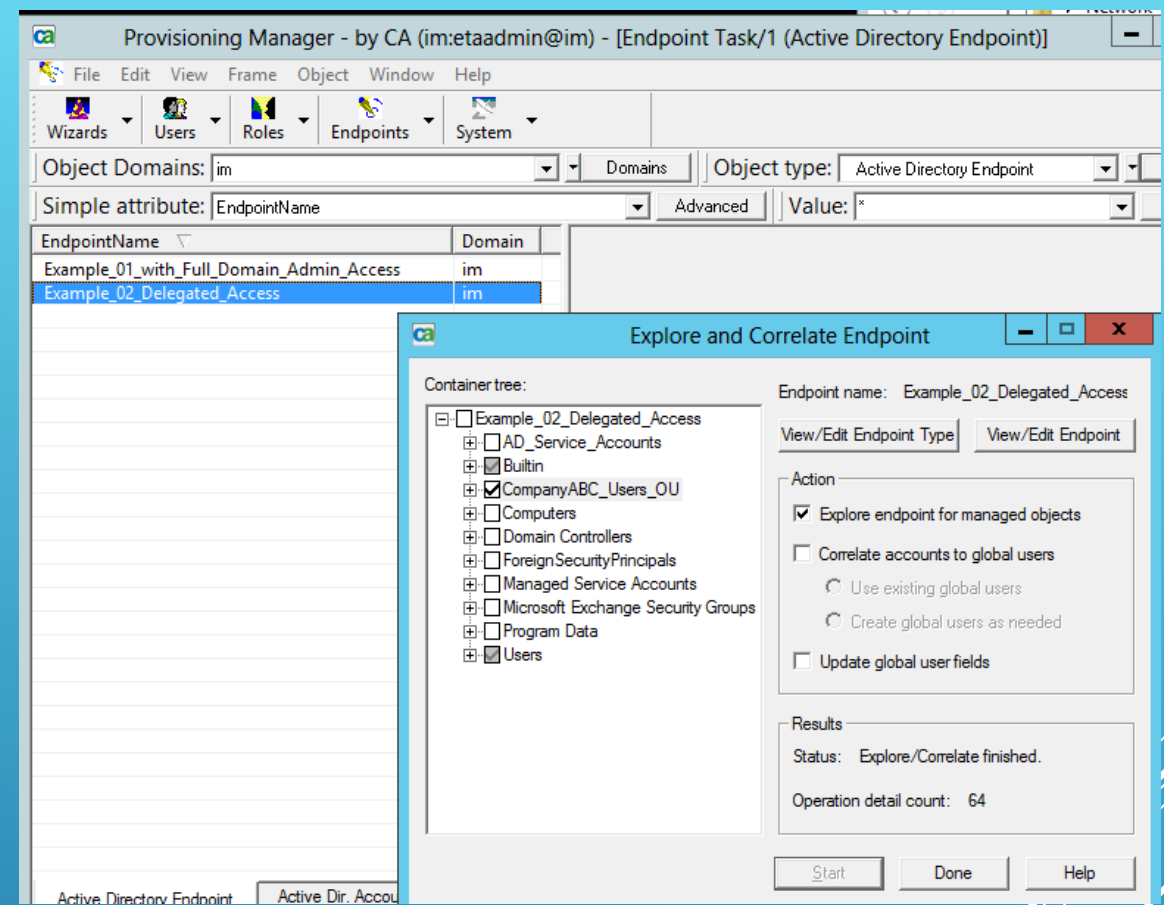 Network
ca Provisioning Manager - by CA (im:etaadmin@im) - [Endpoint Task/1 (Active Directory Endpoint)]
File Edit View Frame Object Window Help
Wizards Users Roles Endpoints System
Object Domains: im Domains Object type: Active Directory Endpoint
Simple attribute: EndpointName Advanced Value: *
EndpointName Domain
Example_01_with_Full_Domain_Admin_Access im
Example_02_Delegated_Access im
ca Explore and Correlate Endpoint x
Container tree:
Example_02_Delegated_Access
AD_Service_Accounts
Builtin
CompanyABC_Users_OU
Computers
Domain Controllers
ForeignSecurityPrincipals
Managed Service Accounts
Microsoft Exchange Security Groups
Program Data
Users
Endpoint name: Example_02_Delegated_Access
View/Edit Endpoint Type View/Edit Endpoint
Action
Explore endpoint for managed objects
Correlate accounts to global users
Use existing global users
Create global users as needed
Update global user fields
Results
Status: Explore/Correlate finished.
Operation detail count: 64
Start Done Help
Active Directory Endpoint Active Dir. Accou